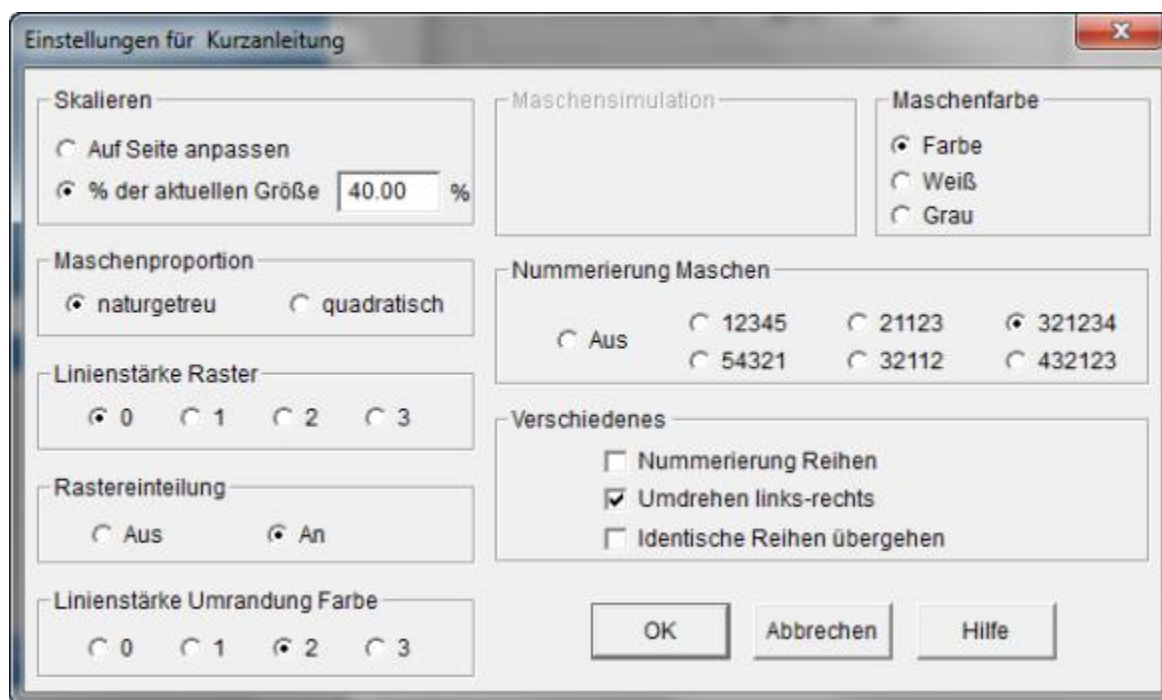 Einstellungen für Kurzanleitung
x
Skalieren
Auf Seite anpassen
% der aktuellen Größe 40.00 %
Maschensimulation
Maschenfarbe
Farbe
Weiß
Grau
Maschenproportion
naturgetreu quadratisch
Nummerierung Maschen
Aus
12345 21123 321234
54321 32112 432123
Linienstärke Raster
0 1 2 3
Verschiedenes
Nummerierung Reihen
Umdrehen links-rechts
Identische Reihen übergehen
Rastereinteilung
Aus An
Linienstärke Umrandung Farbe
0 1 2 3
OK Abbrechen Hilfe